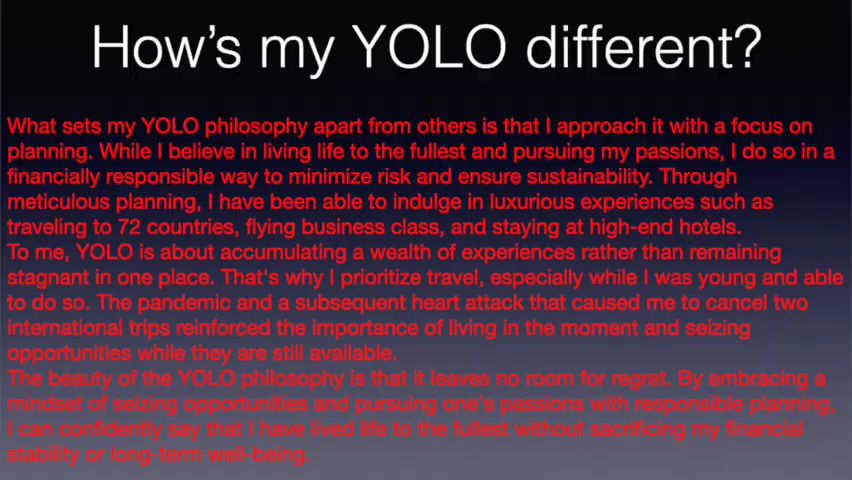 How's my YOLO different?
What sets my YOLO philosophy apart from others is that I approach it with a focus on
planning. While I believe in living life to the fullest and pursuing my passions, I do so in a
financially responsible way to minimize risk and ensure sustainability. Through
meticulous planning, I have been able to indulge in luxurious experiences such as
traveling to 72 countries, flying business class, and staying at high-end hotels.
To me, YOLO is about accumulating a wealth of experiences rather than remaining
stagnant in one place. That's why I prioritize travel, especially while I was young and able
to do so. The pandemic and a subsequent heart attack that caused me to cancel two
international trips reinforced the importance of living in the moment and seizing
opportunities while they are still available.
The beauty of the YOLO philosophy is that it leaves no room for regret. By embracing a
mindset of seizing opportunities and pursuing one's passions with responsible planning,
I can confidently say that I have lived life to the fullest without sacrificing my financial
stability or long-term well-being.